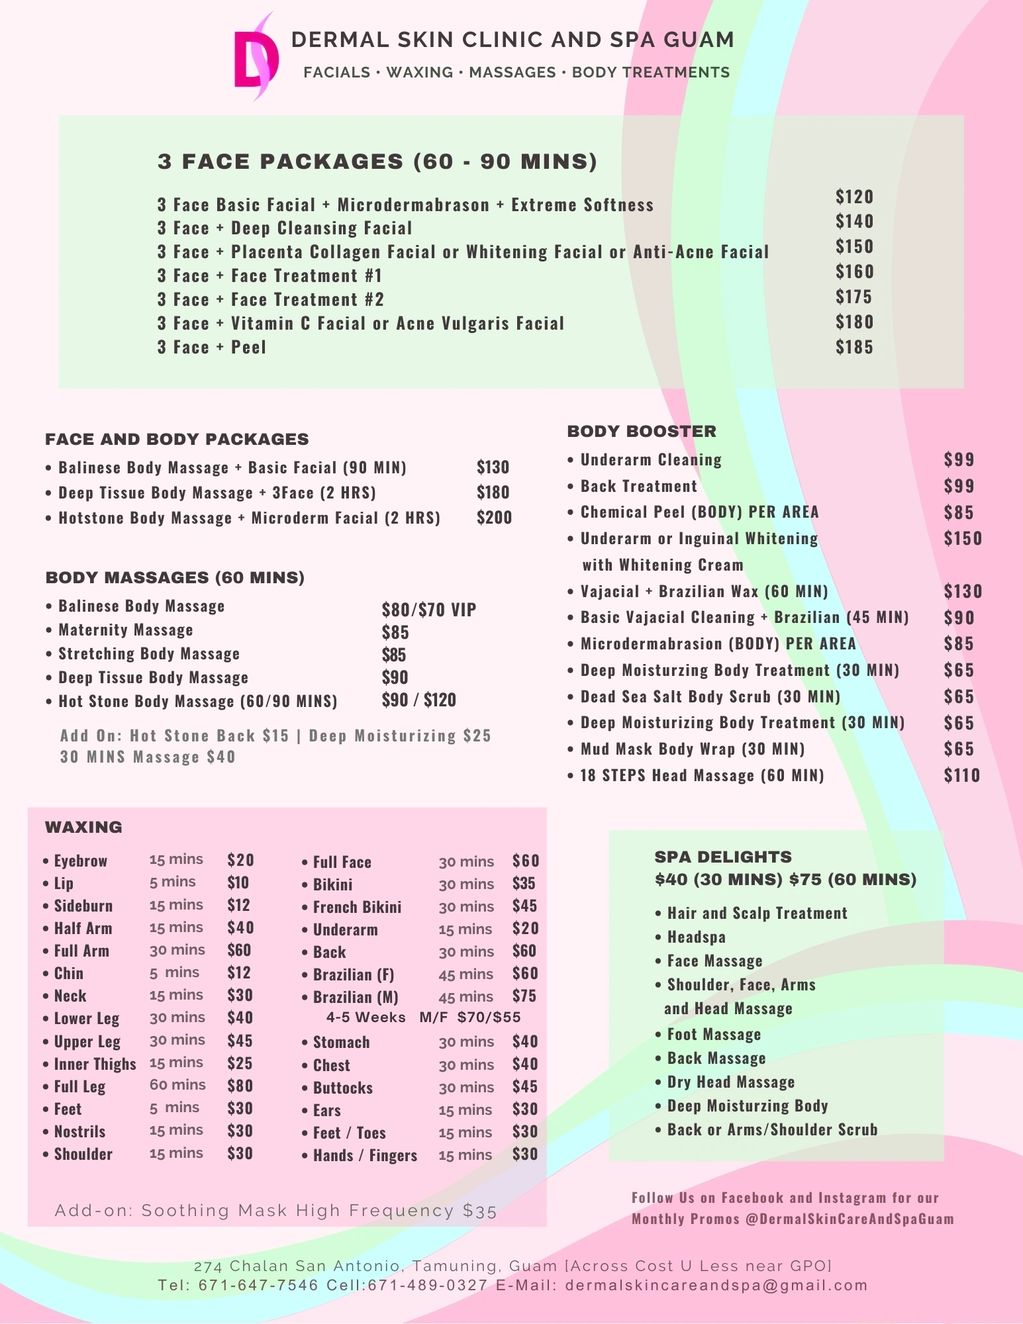 D
DERMAL SKIN CLINIC AND SPA GUAM
FACIALS • WAXING • MASSAGES • BODY TREATMENTS
3 FACE PACKAGES (60 - 90 MINS)
3 Face Basic Facial + Microdermabrason + Extreme Softness $120
3 Face + Deep Cleansing Facial $140
3 Face + Placenta Collagen Facial or Whitening Facial or Anti-Acne Facial $150
3 Face + Face Treatment #1 $160
3 Face + Face Treatment #2 $175
3 Face + Vitamin C Facial or Acne Vulgaris Facial $180
3 Face + Peel $185
FACE AND BODY PACKAGES
• Balinese Body Massage + Basic Facial (90 MIN) $130
• Deep Tissue Body Massage + 3Face (2 HRS) $180
• Hotstone Body Massage + Microderm Facial (2 HRS) $200
BODY MASSAGES (60 MINS)
• Balinese Body Massage $80/$70 VIP
• Maternity Massage $85
• Stretching Body Massage $85
• Deep Tissue Body Massage $90
• Hot Stone Body Massage (60/90 MINS) $90 / $120
Add On: Hot Stone Back $15 | Deep Moisturizing $25
30 MINS Massage $40
BODY BOOSTER
• Underarm Cleaning $99
• Back Treatment $99
• Chemical Peel (BODY) PER AREA $85
• Underarm or Inguinal Whitening $150
with Whitening Cream
• Vajacial + Brazilian Wax (60 MIN) $130
• Basic Vajacial Cleaning + Brazilian (45 MIN) $90
• Microdermabrasion (BODY) PER AREA $85
• Deep Moisturzing Body Treatment (30 MIN) $65
• Dead Sea Salt Body Scrub (30 MIN) $65
• Deep Moisturizing Body Treatment (30 MIN) $65
• Mud Mask Body Wrap (30 MIN) $65
• 18 STEPS Head Massage (60 MIN) $110
WAXING
• Eyebrow 15 mins $20
• Lip 5 mins $10
• Sideburn 15 mins $12
• Half Arm 15 mins $40
• Full Arm 30 mins $60
• Chin 5 mins $12
• Neck 15 mins $30
• Lower Leg 30 mins $40
• Upper Leg 30 mins $45
• Inner Thighs 15 mins $25
• Full Leg 60 mins $80
• Feet 5 mins $30
• Nostrils 15 mins $30
• Shoulder 15 mins $30
• Full Face 30 mins $60
• Bikini 30 mins $35
• French Bikini 30 mins $45
• Underarm 15 mins $20
• Back 30 mins $60
• Brazilian (F) 45 mins $60
• Brazilian (M) 45 mins $75
4-5 Weeks M/F $70/$55
• Stomach 30 mins $40
• Chest 30 mins $40
• Buttocks 30 mins $45
• Ears 15 mins $30
• Feet / Toes 15 mins $30
• Hands / Fingers 15 mins $30
Add-on: Soothing Mask High Frequency $35
SPA DELIGHTS
$40 (30 MINS) $75 (60 MINS)
• Hair and Scalp Treatment
• Headspa
• Face Massage
• Shoulder, Face, Arms
and Head Massage
• Foot Massage
• Back Massage
• Dry Head Massage
• Deep Moisturzing Body
• Back or Arms/Shoulder Scrub
Follow Us on Facebook and Instagram for our
Monthly Promos @DermalSkinCareAndSpaGuam
274 Chalan San Antonio, Tamuning, Guam [Across Cost U Less near GPO]
Tel: 671-647-7546 Cell:671-489-0327 E-Mail: dermalskincareandspa@gmail.com